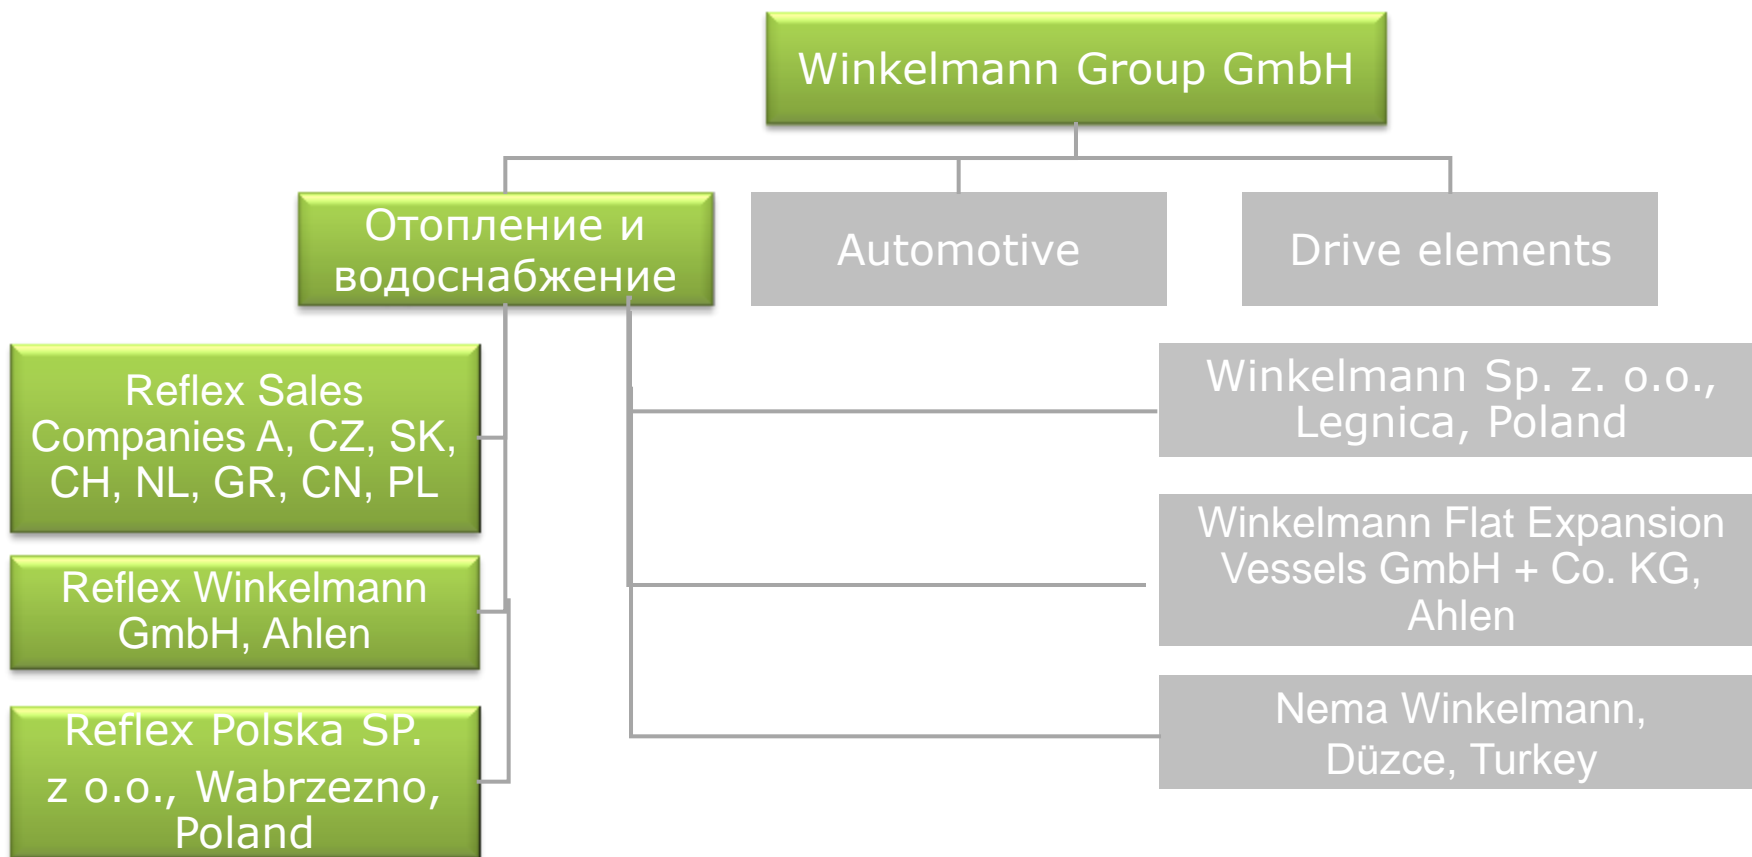 Winkelmann Group GmbH
Отопление и
водоснабжение
Automotive
Drive elements
Reflex Sales
Companies A, CZ, SK,
CH, NL, GR, CN, PL
Reflex Winkelmann
GmbH, Ahlen
Reflex Polska SP.
z o.o., Wabrzezno,
Poland
Winkelmann Sp. z. o.o.,
Legnica, Poland
Winkelmann Flat Expansion
Vessels GmbH + Co. KG,
Ahlen
Nema Winkelmann,
Düzce, Turkey